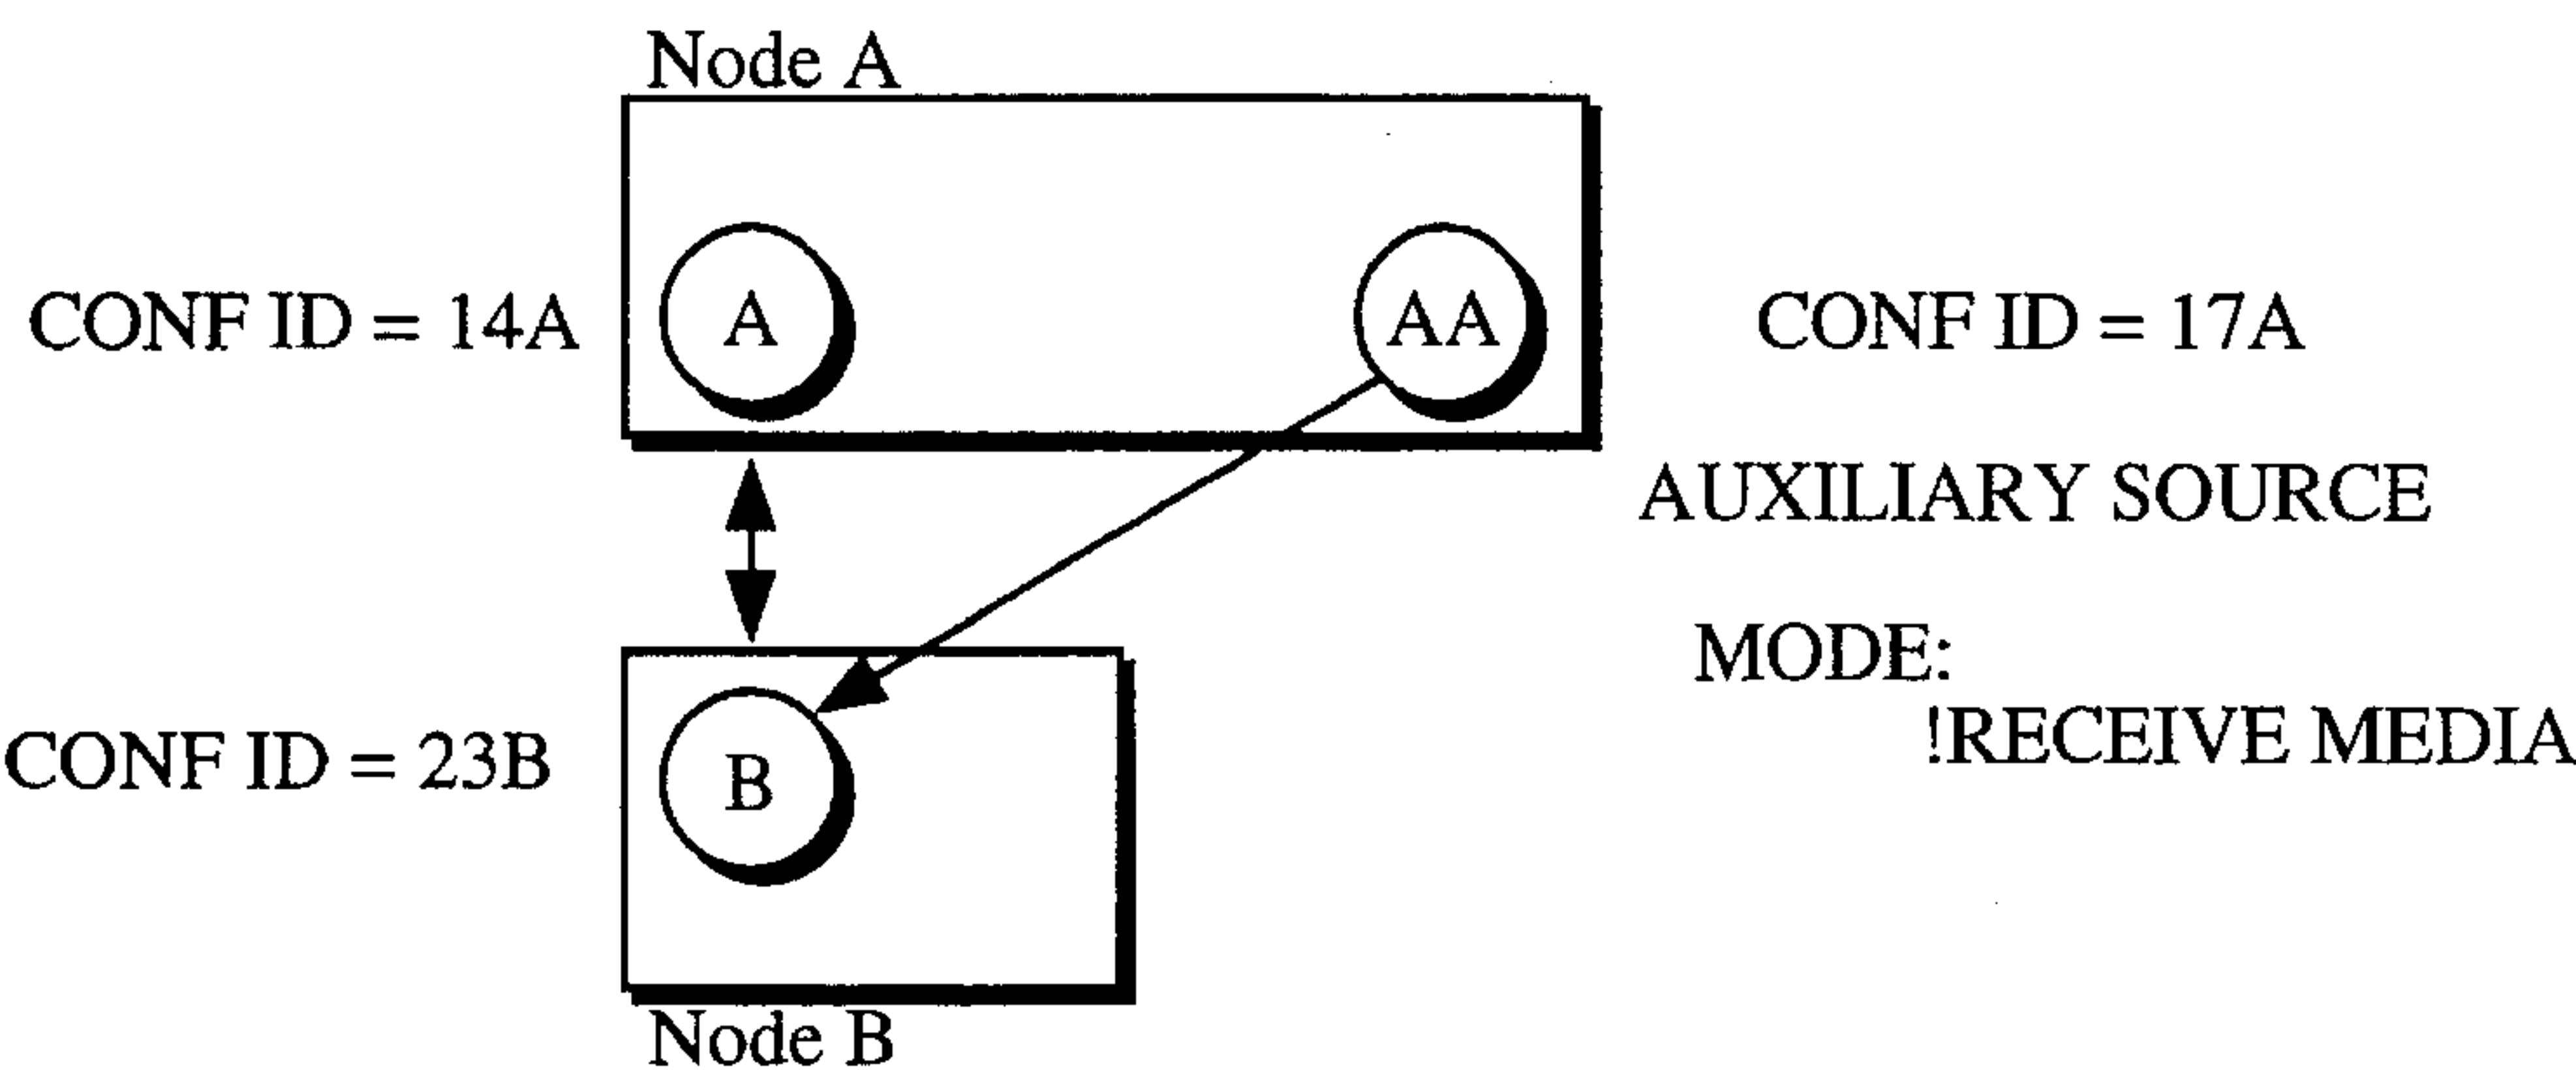 Node A
CONF ID = 14A
A
AA
CONF ID = 17A
AUXILIARY SOURCE
MODE:
!RECEIVE MEDIA
CONF ID = 23B
B
Node B